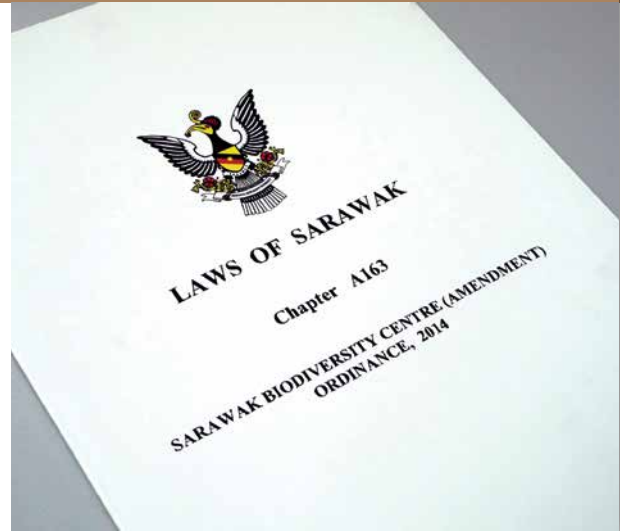 LAWS OF SARAWAK
Chapter A163
SARAWAK BIODIVERSITY CENTRE (AMENDMENT)
ORDINANCE, 2014